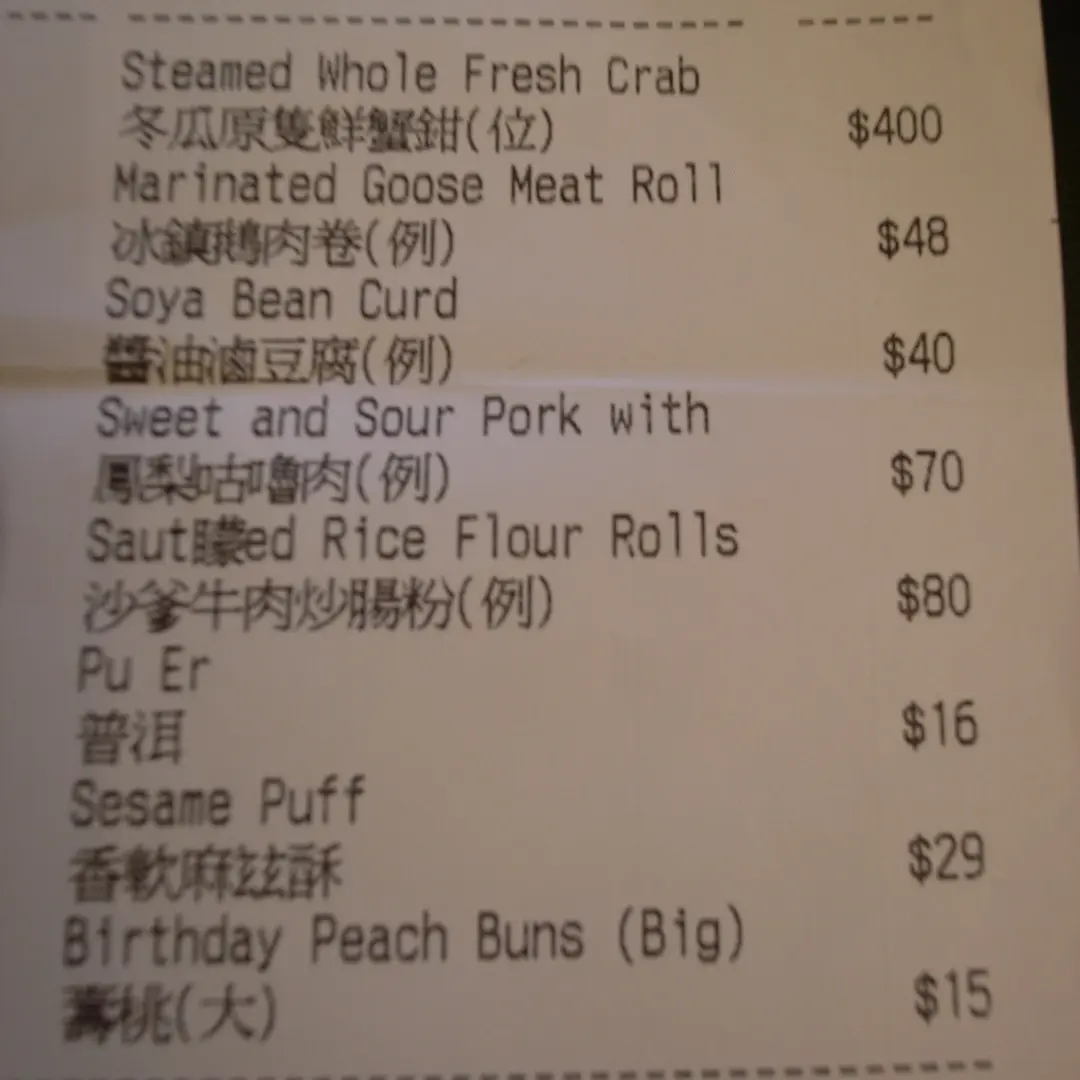 Steamed Whole Fresh Crab
冬瓜原隻鮮蟹鉗(位) $400
Marinated Goose Meat Roll
冰鎮鵝肉卷(例) $48
Soya Bean Curd
醬油滷豆腐(例) $40
Sweet and Sour Pork with
鳳梨咕嚕肉(例) $70
Saut矇ed Rice Flour Rolls
沙爹牛肉炒腸粉(例) $80
Pu Er
普洱 $16
Sesame Puff
香軟麻玆酥 $29
Birthday Peach Buns (Big)
壽桃(大) $15